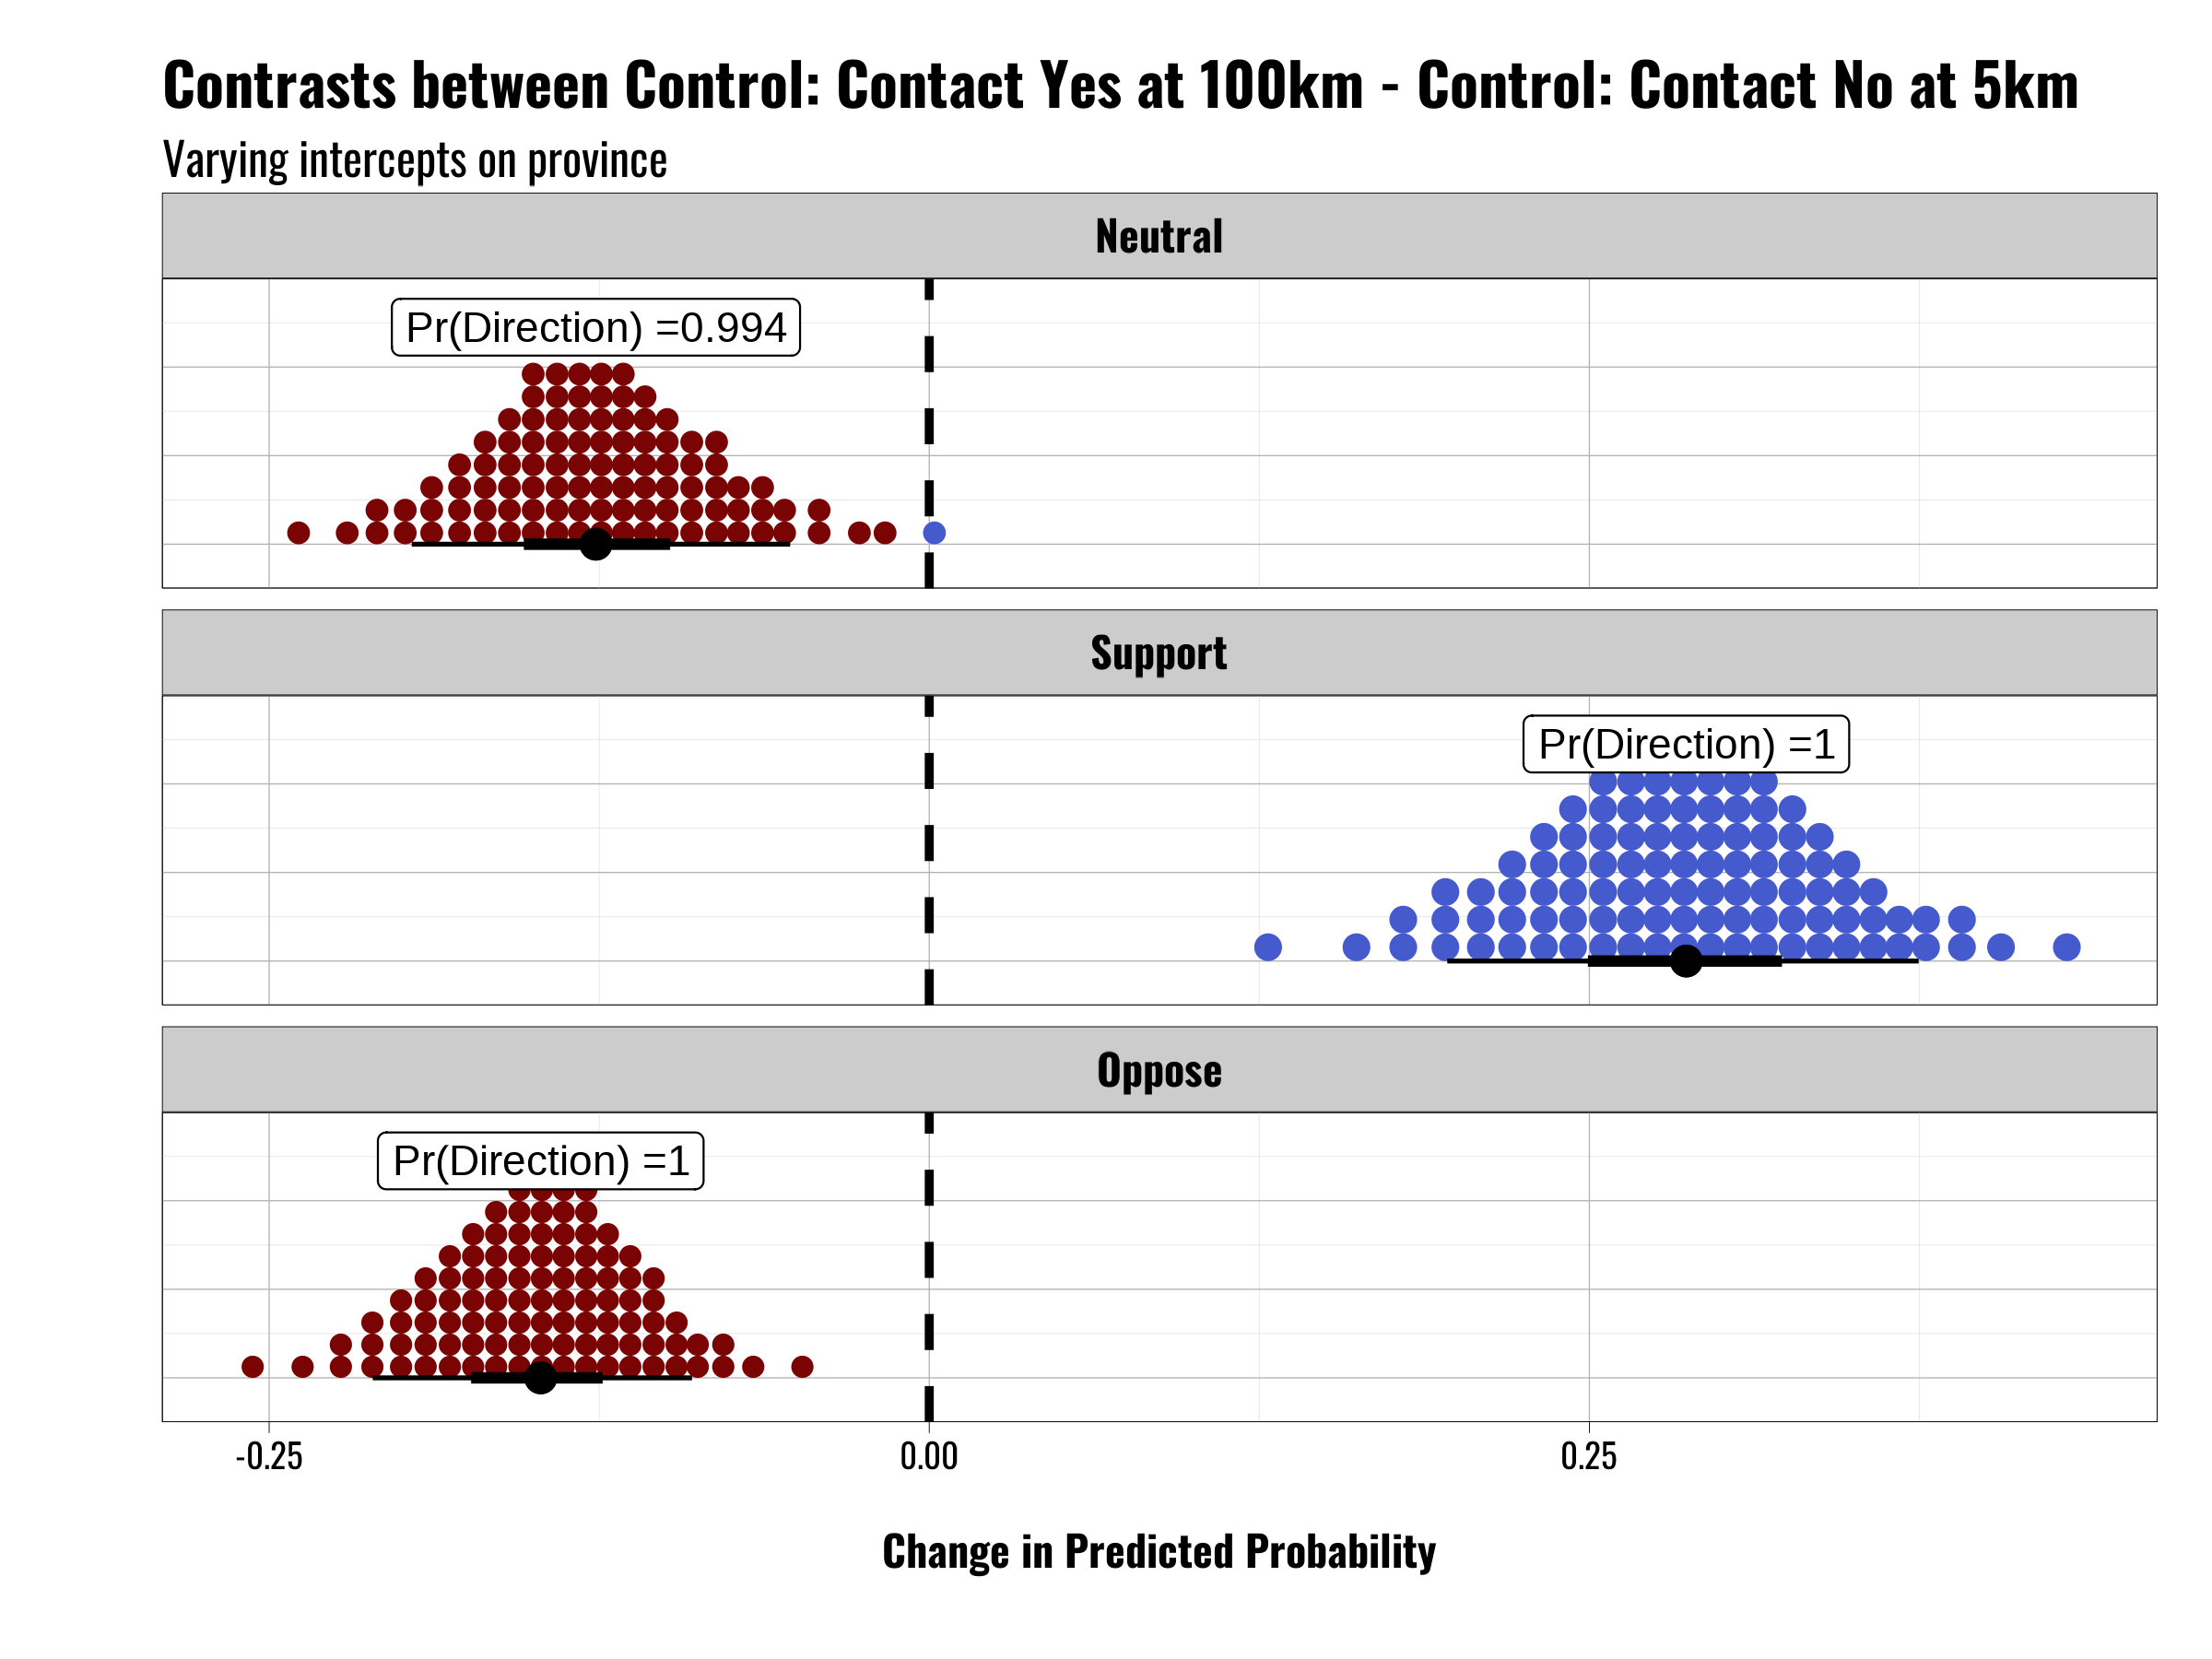 Contrasts between Control: Contact Yes at 100km - Control: Contact No at 5km
Varying intercepts on province
Neutral
Pr(Direction) =0.994
Support
Pr(Direction) =1
Oppose
Pr(Direction) =1
-0.25 0.00 0.25
Change in Predicted Probability